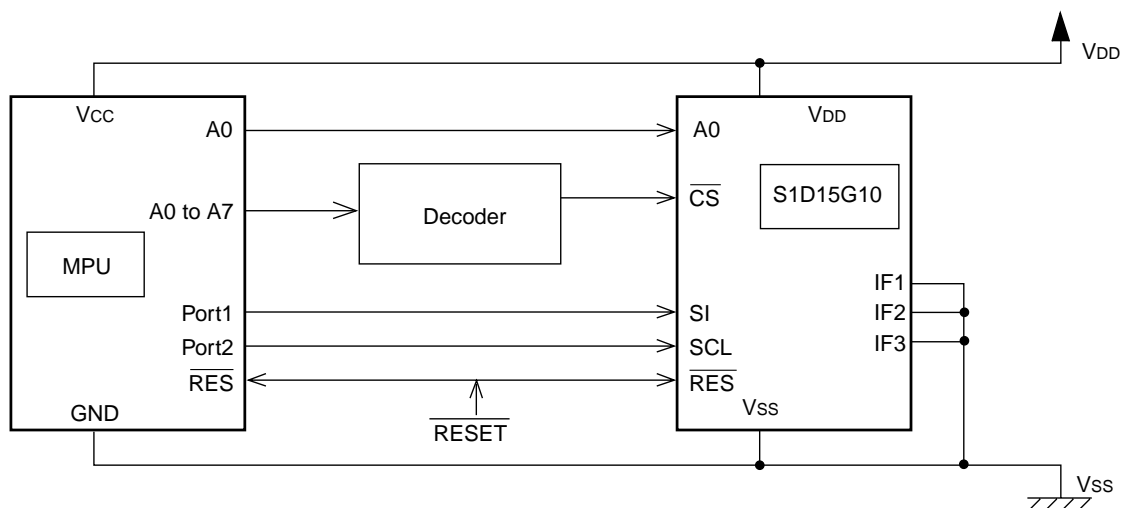 VDD
VCC
VDD
A0
A0
A0 to A7
Decoder
CS
S1D15G10
MPU
IF1
Port1
SI
IF2
Port2
SCL
IF3
RES
RES
GND
RESET
VSS
VSS